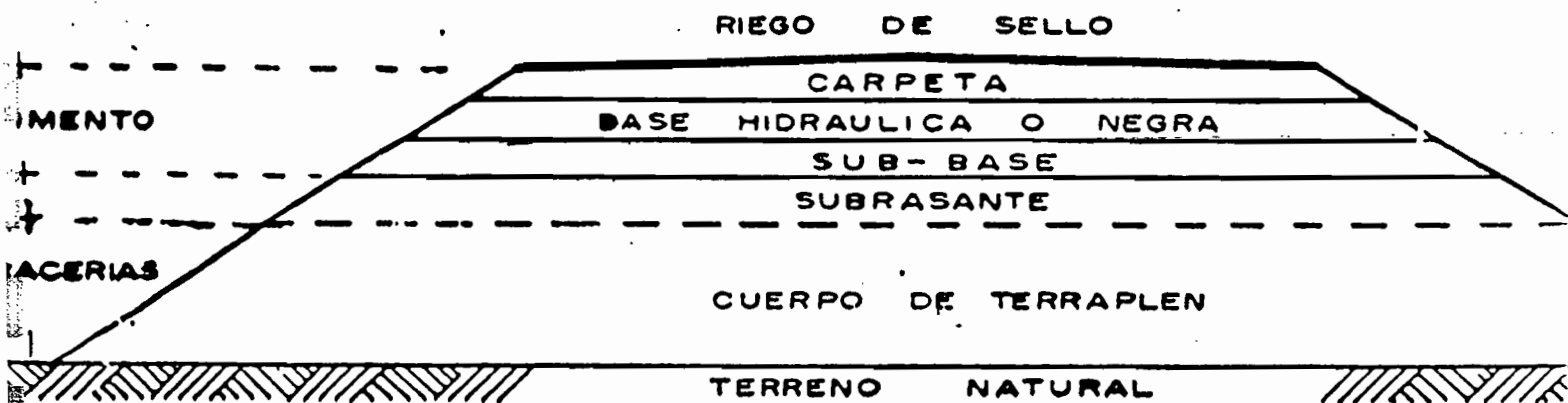 RIEGO DE SELLO
CARPETA
IMENTO
BASE HIDRAULICA O NEGRA
SUB-BASE
SUBRASANTE
ACERIAS
CUERPO DE TERRAPLEN
TERRENO NATURAL